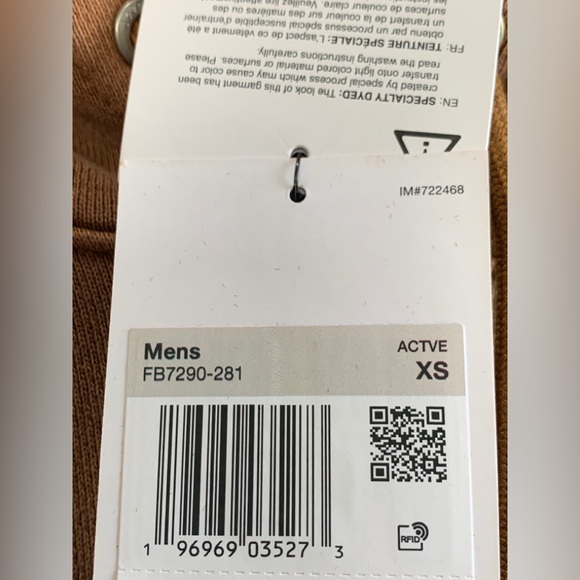 EN: SPECIALTY DYED: The look of this garment has been
created by special process which may cause color to
transfer onto light colored material or surfaces. Please
read the washing instructions carefully.
FR: TEINTURE SPÉCIALE: L'aspect de ce vêtement a été
obtenu par un processus spécial susceptible d'entraîner
un transfert de la couleur sur des matières ou des
surfaces de couleur claire. Veuillez lire
IM#722468
Mens ACTVE
FB7290-281 XS
RFID
1 96969 03527 3